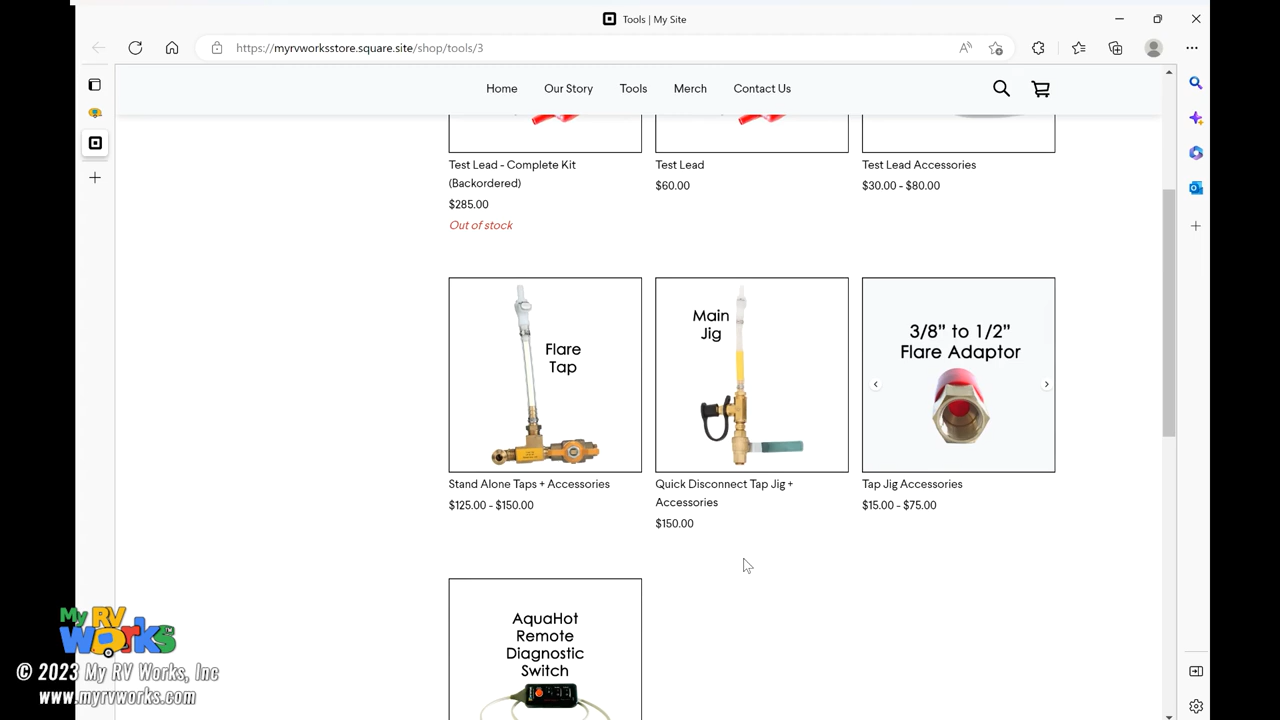 Tools | My Site
https://myrvworksstore.square.site/shop/tools/3
Home Our Story Tools Merch Contact Us
Test Lead - Complete Kit
(Backordered)
$285.00
Out of stock
Test Lead
$60.00
Test Lead Accessories
$30.00 - $80.00
Flare
Tap
Stand Alone Taps + Accessories
$125.00 - $150.00
Main
Jig
Quick Disconnect Tap Jig +
Accessories
$150.00
3/8” to 1/2”
Flare Adaptor
Tap Jig Accessories
$15.00 - $75.00
AquaHot
Remote
Diagnostic
Switch
My RV
Works
© 2023 My RV Works, Inc
www.myrvworks.com